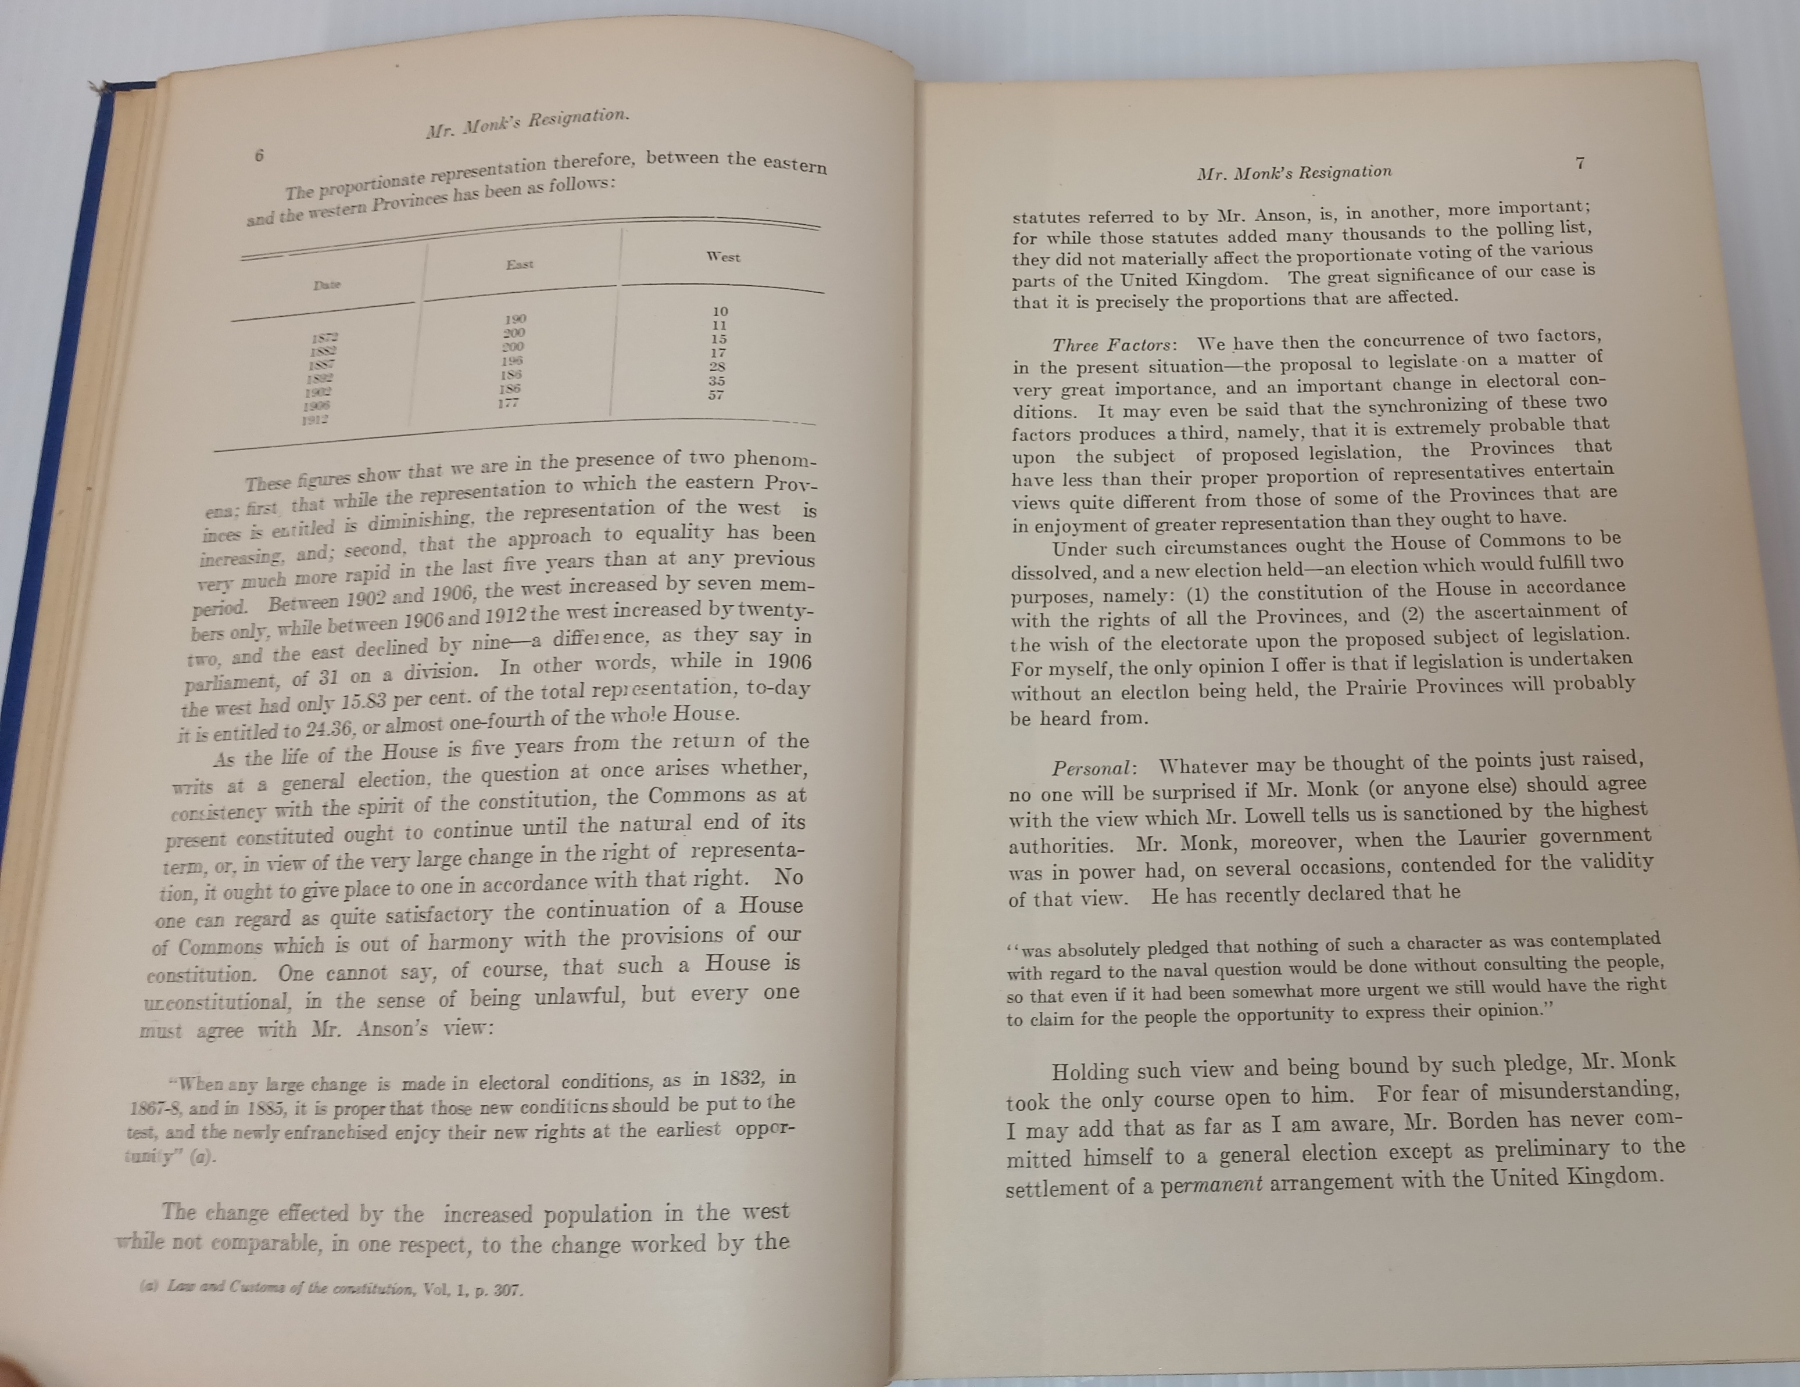 Mr. Monk's Resignation.
6
The proportionate representation therefore, between the eastern
and the western Provinces has been as follows:
Date East West
1872 190 10
1882 200 11
1887 200 15
1892 196 17
1902 186 28
1906 186 35
1912 177 57
These figures show that we are in the presence of two phenom-
ena; first that while the representation to which the eastern Prov-
inces is entitled is diminishing, the representation of the west is
increasing, and; second, that the approach to equality has been
very much more rapid in the last five years than at any previous
period. Between 1902 and 1906, the west increased by seven mem-
bers only, while between 1906 and 1912 the west increased by twenty-
two, and the east declined by nine—a difference, as they say in
parliament, of 31 on a division. In other words, while in 1906
the west had only 15.83 per cent. of the total representation, to-day
it is entitled to 24.36, or almost one-fourth of the whole House.
As the life of the House is five years from the return of the
writs at a general election, the question at once arises whether,
consistency with the spirit of the constitution, the Commons as at
present constituted ought to continue until the natural end of its
term, or, in view of the very large change in the right of representa-
tion, it ought to give place to one in accordance with that right. No
one can regard as quite satisfactory the continuation of a House
of Commons which is out of harmony with the provisions of our
constitution. One cannot say, of course, that such a House is
unconstitutional, in the sense of being unlawful, but every one
must agree with Mr. Anson's view:
"When any large change is made in electoral conditions, as in 1832, in
1867-8, and in 1885, it is proper that those new conditions should be put to the
test, and the newly enfranchised enjoy their new rights at the earliest oppor-
tunity" (a).
The change effected by the increased population in the west
while not comparable, in one respect, to the change worked by the
(a) Law and Customs of the constitution, Vol, 1, p. 307.
Mr. Monk's Resignation
7
statutes referred to by Mr. Anson, is, in another, more important;
for while those statutes added many thousands to the polling list,
they did not materially affect the proportionate voting of the various
parts of the United Kingdom. The great significance of our case is
that it is precisely the proportions that are affected.
Three Factors: We have then the concurrence of two factors,
in the present situation—the proposal to legislate on a matter of
very great importance, and an important change in electoral con-
ditions. It may even be said that the synchronizing of these two
factors produces a third, namely, that it is extremely probable that
upon the subject of proposed legislation, the Provinces that
have less than their proper proportion of representatives entertain
views quite different from those of some of the Provinces that are
in enjoyment of greater representation than they ought to have.
Under such circumstances ought the House of Commons to be
dissolved, and a new election held—an election which would fulfill two
purposes, namely: (1) the constitution of the House in accordance
with the rights of all the Provinces, and (2) the ascertainment of
the wish of the electorate upon the proposed subject of legislation.
For myself, the only opinion I offer is that if legislation is undertaken
without an electIon being held, the Prairie Provinces will probably
be heard from.
Personal: Whatever may be thought of the points just raised,
no one will be surprised if Mr. Monk (or anyone else) should agree
with the view which Mr. Lowell tells us is sanctioned by the highest
authorities. Mr. Monk, moreover, when the Laurier government
was in power had, on several occasions, contended for the validity
of that view. He has recently declared that he
"was absolutely pledged that nothing of such a character as was contemplated
with regard to the naval question would be done without consulting the people,
so that even if it had been somewhat more urgent we still would have the right
to claim for the people the opportunity to express their opinion."
Holding such view and being bound by such pledge, Mr. Monk
took the only course open to him. For fear of misunderstanding,
I may add that as far as I am aware, Mr. Borden has never com-
mitted himself to a general election except as preliminary to the
settlement of a permanent arrangement with the United Kingdom.